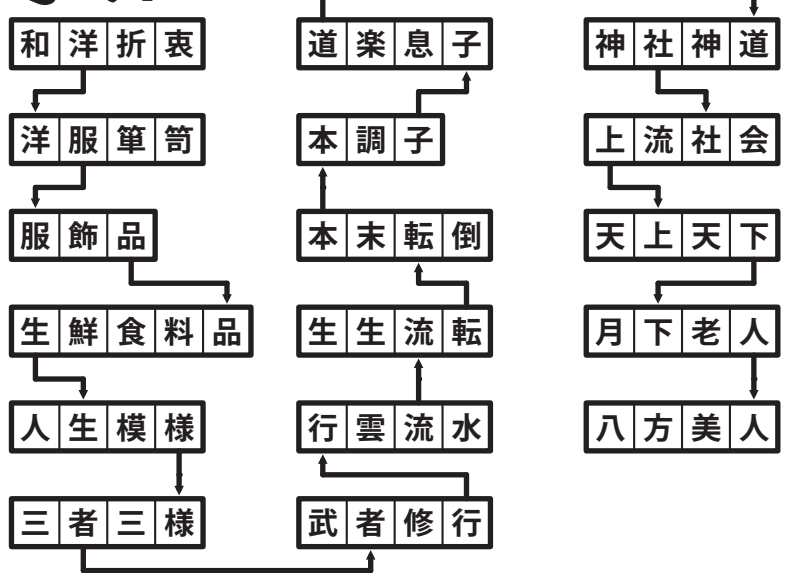 和洋折衷
洋服箪笥
服飾品
生鮮食料品
人生模様
三者三様
武者修行
行雲流水
生生流転
本末転倒
本調子
道楽息子
神社神道
上流社会
天上天下
月下老人
八方美人